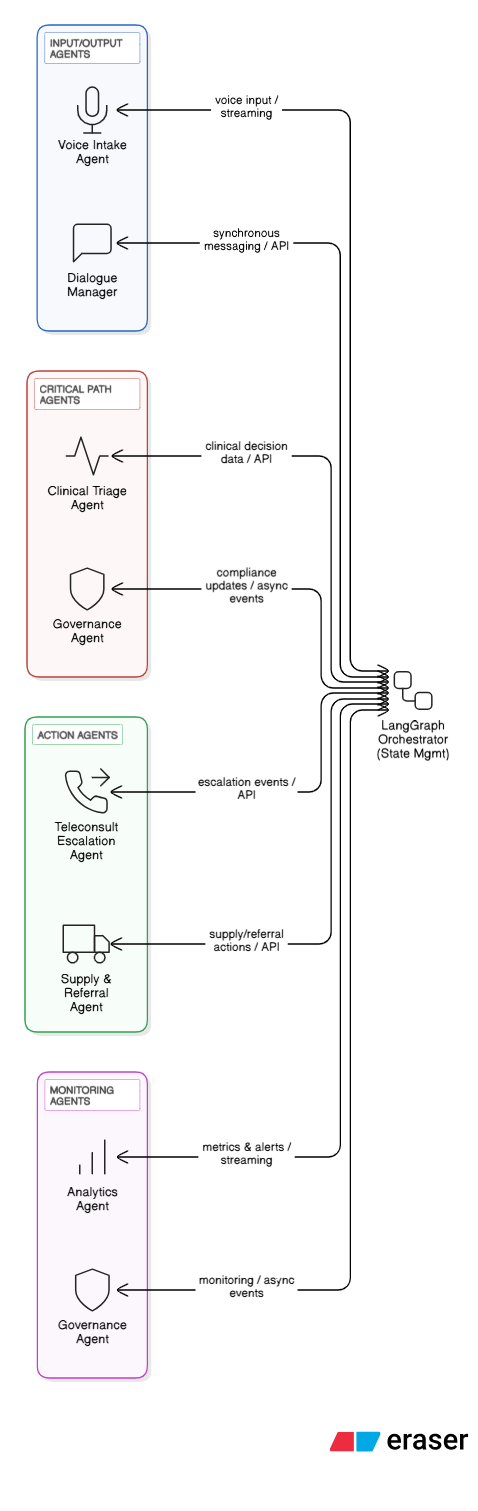 INPUT/OUTPUT
AGENTS
voice input /
streaming
Voice Intake
Agent
synchronous
messaging / API
Dialogue
Manager
CRITICAL PATH
AGENTS
clinical decision
data / API
Clinical Triage
Agent
compliance
updates / async
events
Governance
Agent
LangGraph
Orchestrator
(State Mgmt)
ACTION AGENTS
escalation events /
API
Teleconsult
Escalation
Agent
supply/referral
actions / API
Supply &
Referral
Agent
MONITORING
AGENTS
metrics & alerts /
streaming
Analytics
Agent
monitoring / async
events
Governance
Agent
eraser